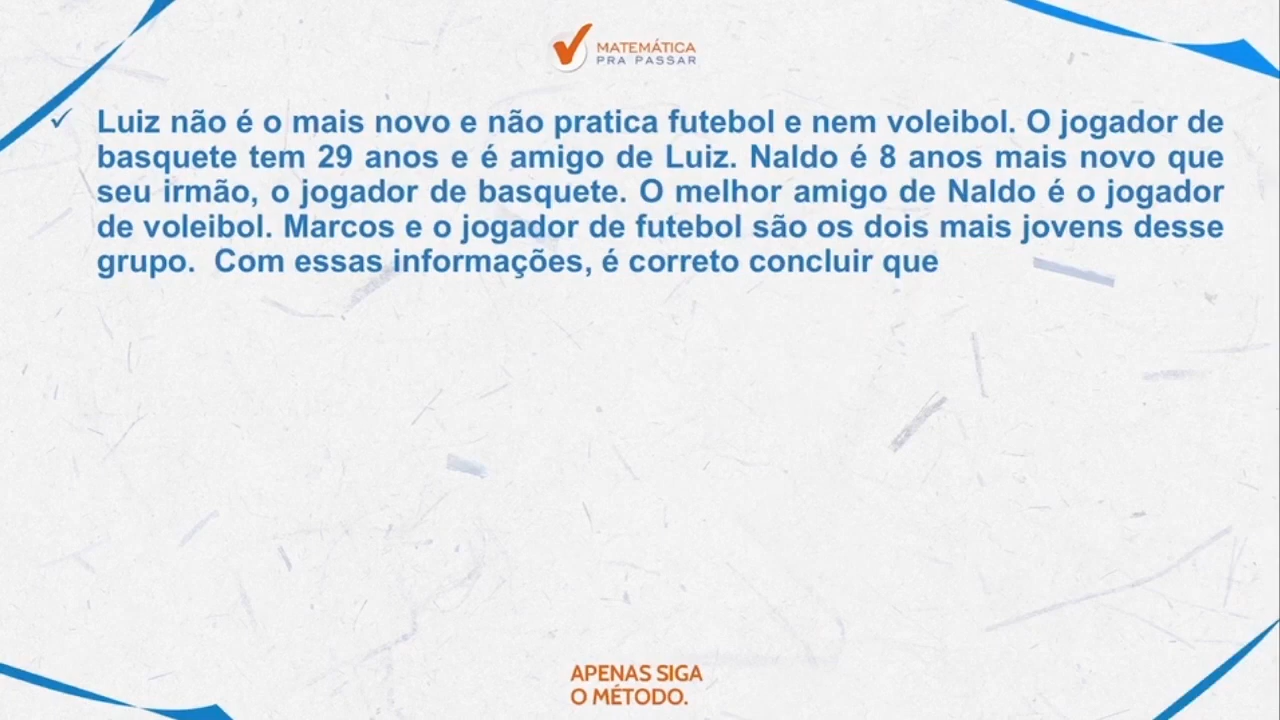 MATEMÁTICA
PRA PASSAR
✓ Luiz não é o mais novo e não pratica futebol e nem voleibol. O jogador de
basquete tem 29 anos e é amigo de Luiz. Naldo é 8 anos mais novo que
seu irmão, o jogador de basquete. O melhor amigo de Naldo é o jogador
de voleibol. Marcos e o jogador de futebol são os dois mais jovens desse
grupo.  Com essas informações, é correto concluir que
APENAS SIGA
O MÉTODO.